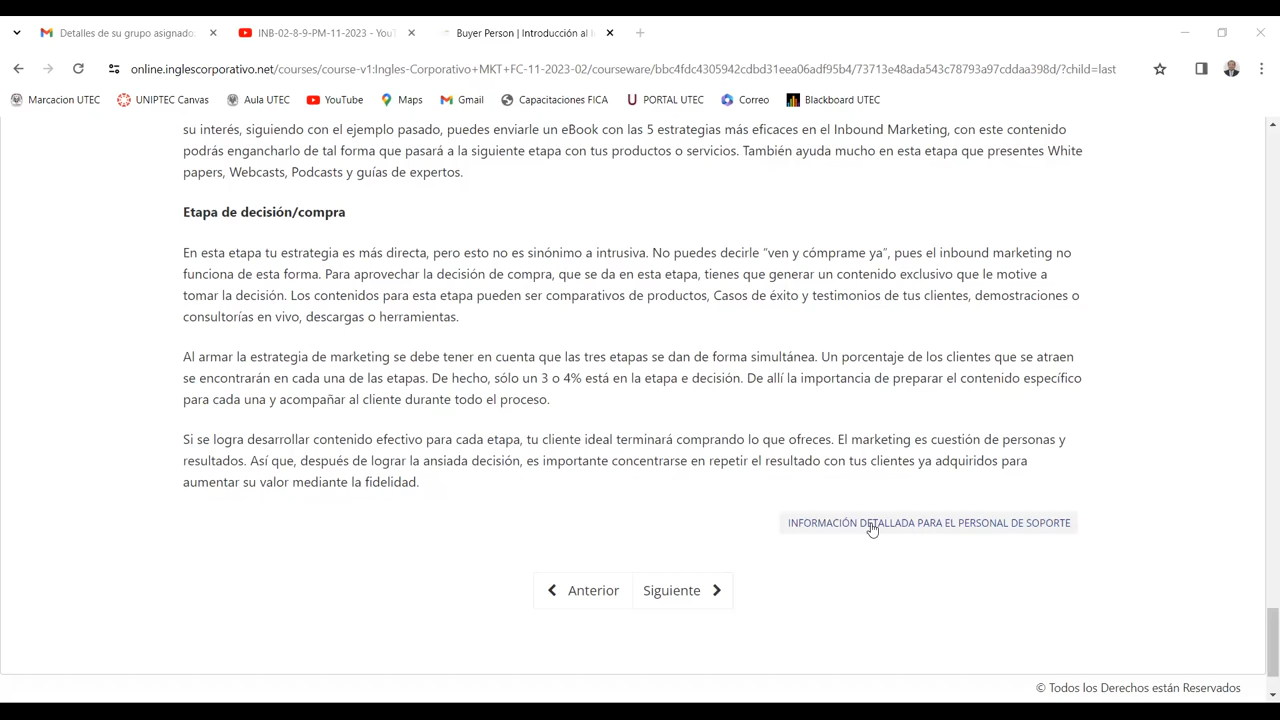 Detalles de su grupo asignado
INB-02-8-9-PM-11-2023 - YouT
Buyer Person | Introducción al I
online.inglescorporativo.net/courses/course-v1:Ingles-Corporativo+MKT+FC-11-2023-02/courseware/bbc4fdc4305942cdbd31eea06adf95b4/73713e48ada543c78793a97cddaa398d/?child=last
Marcacion UTEC UNIPTEC Canvas Aula UTEC YouTube Maps Gmail Capacitaciones FICA PORTAL UTEC Correo Blackboard UTEC
su interés, siguiendo con el ejemplo pasado, puedes enviarle un eBook con las 5 estrategias más eficaces en el Inbound Marketing, con este contenido
podrás engancharlo de tal forma que pasará a la siguiente etapa con tus productos o servicios. También ayuda mucho en esta etapa que presentes White
papers, Webcasts, Podcasts y guías de expertos.
Etapa de decisión/compra
En esta etapa tu estrategia es más directa, pero esto no es sinónimo a intrusiva. No puedes decirle “ven y cómprame ya”, pues el inbound marketing no
funciona de esta forma. Para aprovechar la decisión de compra, que se da en esta etapa, tienes que generar un contenido exclusivo que le motive a
tomar la decisión. Los contenidos para esta etapa pueden ser comparativos de productos, Casos de éxito y testimonios de tus clientes, demostraciones o
consultorías en vivo, descargas o herramientas.
Al armar la estrategia de marketing se debe tener en cuenta que las tres etapas se dan de forma simultánea. Un porcentaje de los clientes que se atraen
se encontrarán en cada una de las etapas. De hecho, sólo un 3 o 4% está en la etapa e decisión. De allí la importancia de preparar el contenido específico
para cada una y acompañar al cliente durante todo el proceso.
Si se logra desarrollar contenido efectivo para cada etapa, tu cliente ideal terminará comprando lo que ofreces. El marketing es cuestión de personas y
resultados. Así que, después de lograr la ansiada decisión, es importante concentrarse en repetir el resultado con tus clientes ya adquiridos para
aumentar su valor mediante la fidelidad.
INFORMACIÓN DETALLADA PARA EL PERSONAL DE SOPORTE
Anterior Siguiente
© Todos los Derechos están Reservados